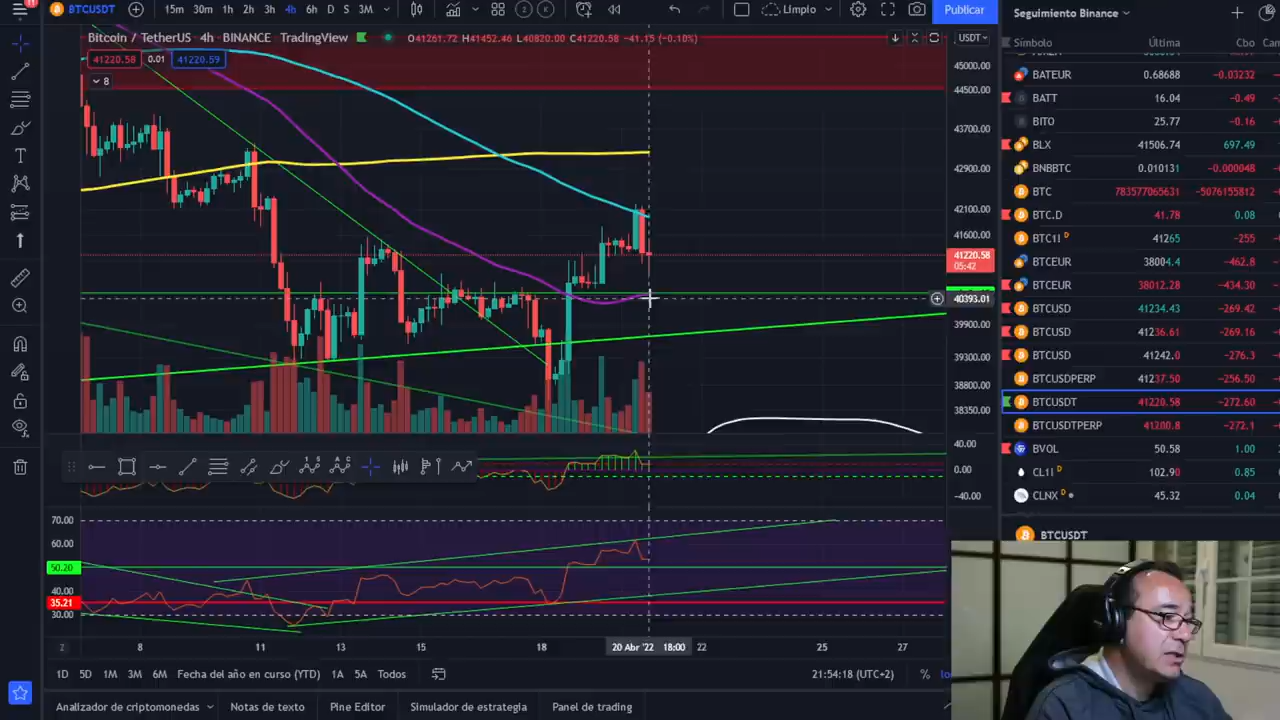 11
BTCUSDT
15m 30m 1h 2h 3h 4h 6h D S 3M
2 K
Límpio
Publicar
Seguimiento Binance
Bitcoin / TetherUS · 4h · BINANCE · TradingView
O41261.72 H41452.46 L40820.00 C41220.58 −41.15 (−0.10%)
USDT
41220.58 0.01 41220.59
8
45000.00
44500.00
43700.00
42900.00
42100.00
41600.00
41220.58
05:42
40393.01
39900.00
39300.00
38800.00
38350.00
40.00
0.00
−40.00
70.00
60.00
50.20
40.00
35.21
30.00
Z 8 11 13 15 18 20 Abr '22 18:00 22 25 27
1D 5D 1M 3M 6M Fecha del año en curso (YTD) 1A 5A Todos
21:54:18 (UTC+2) % lo
Analizador de criptomonedas Notas de texto Pine Editor Simulador de estrategia Panel de trading
Símbolo Última Cbo Ca
BATEUR 0.68688 −0.03232
BATT 16.04 −0.49
BITO 25.77 −0.16
BLX 41506.74 697.49
BNBBTC 0.010131 −0.000048
BTC 783577065631 −5076155812
BTC.D 41.78 0.08
BTC1! D 41265 −255
BTCEUR 38004.4 −462.8
BTCEUR 38012.28 −434.30
BTCUSD 41234.43 −269.42
BTCUSD 41236.61 −269.16
BTCUSD 41242.0 −276.3
BTCUSDPERP 41237.50 −256.50
BTCUSDT 41220.58 −272.60
BTCUSDTPERP 41200.8 −272.1
BVOL 50.58 1.00
CL1! D 102.90 0.85
CLNX D 45.32 0.04
BTCUSDT